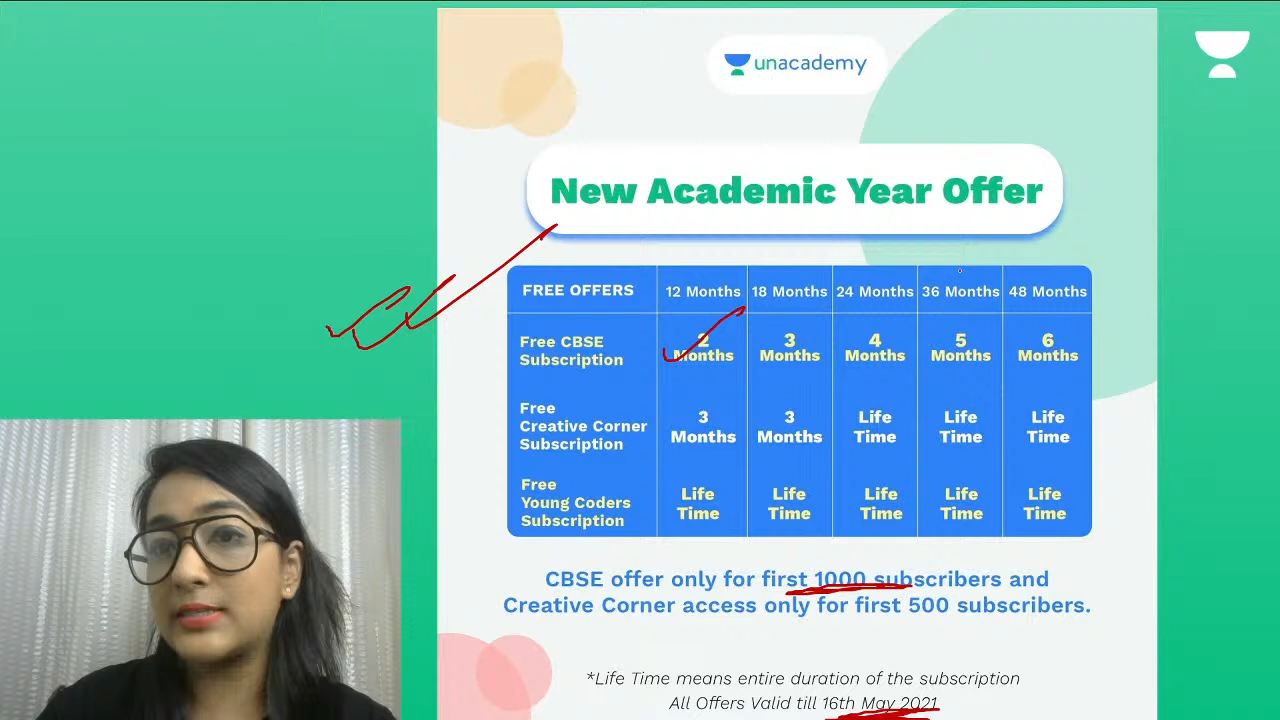 unacademy
New Academic Year Offer
FREE OFFERS 12 Months 18 Months 24 Months 36 Months 48 Months
Free CBSE Subscription 2 Months 3 Months 4 Months 5 Months 6 Months
Free Creative Corner Subscription 3 Months 3 Months Life Time Life Time Life Time
Free Young Coders Subscription Life Time Life Time Life Time Life Time Life Time
CBSE offer only for first 1000 subscribers and
Creative Corner access only for first 500 subscribers.
*Life Time means entire duration of the subscription
All Offers Valid till 16th May 2021